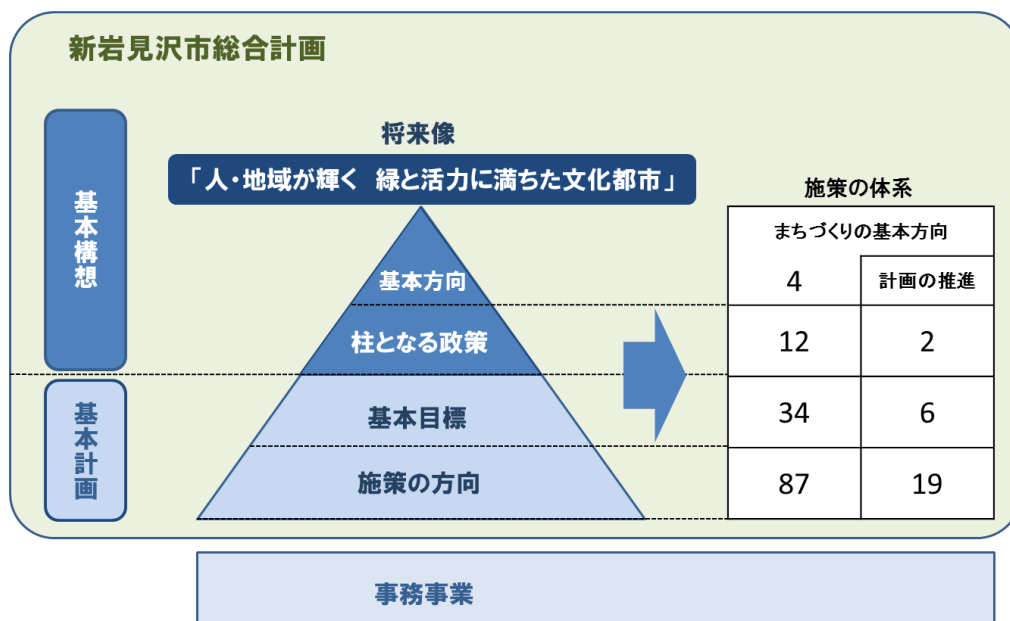 新岩見沢市総合計画
基本構想
将来像
「人・地域が輝く 緑と活力に満ちた文化都市」
基本方向
柱となる政策
基本計画
基本目標
施策の方向
施策の体系
まちづくりの基本方向
4
計画の推進
12 2
34 6
87 19
事務事業